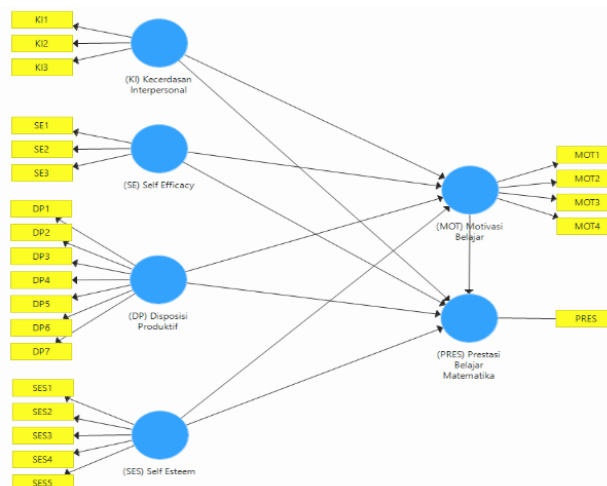 KI1
KI2
KI3
(KI) Kecerdasan
Interpersonal
SE1
SE2
SE3
(SE) Self Efficacy
DP1
DP2
DP3
DP4
DP5
DP6
DP7
(DP) Disposisi
Produktif
SES1
SES2
SES3
SES4
SES5
(SES) Self Esteem
MOT1
MOT2
MOT3
MOT4
(MOT) Motivasi
Belajar
PRES
(PRES) Prestasi
Belajar
Matematika